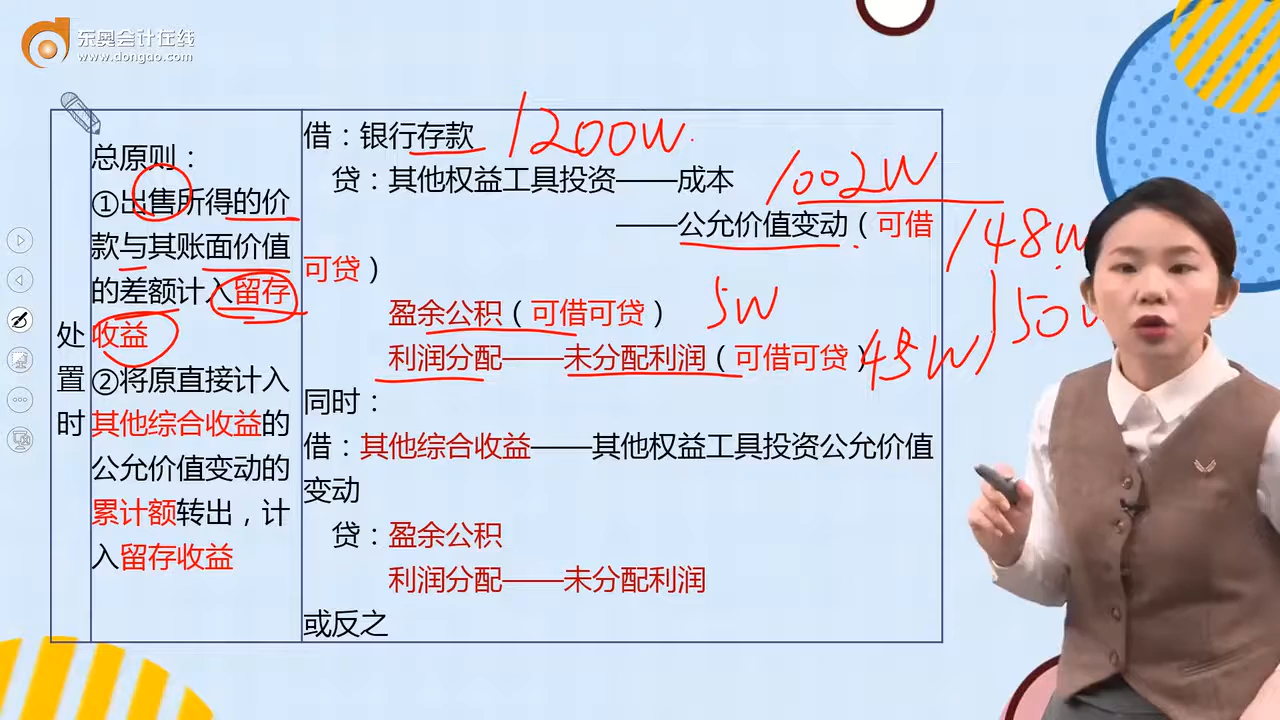 东奥会计在线
www.dongao.com
处置时
总原则：
①出售所得的价
款与其账面价值
的差额计入留存
收益
②将原直接计入
其他综合收益的
公允价值变动的
累计额转出，计
入留存收益
借：银行存款 1200W
贷：其他权益工具投资——成本 1002W
——公允价值变动（可借 148W
可贷）
盈余公积（可借可贷） 5W
利润分配——未分配利润（可借可贷） 45W
同时：
借：其他综合收益——其他权益工具投资公允价值
变动
贷：盈余公积
利润分配——未分配利润
或反之